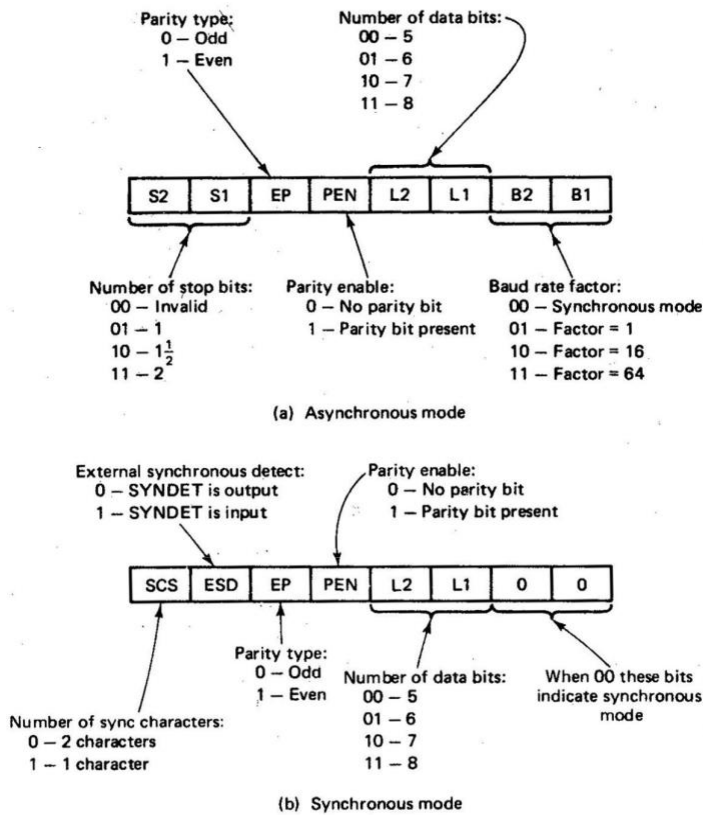 Parity type:
0 – Odd
1 – Even
Number of data bits:
00 – 5
01 – 6
10 – 7
11 – 8
S2 S1 EP PEN L2 L1 B2 B1
Number of stop bits:
00 – Invalid
01 – 1
10 – 1½
11 – 2
Parity enable:
0 – No parity bit
1 – Parity bit present
Baud rate factor:
00 – Synchronous mode
01 – Factor = 1
10 – Factor = 16
11 – Factor = 64
(a) Asynchronous mode
External synchronous detect:
0 – SYNDET is output
1 – SYNDET is input
Parity enable:
0 – No parity bit
1 – Parity bit present
SCS ESD EP PEN L2 L1 0 0
Number of sync characters:
0 – 2 characters
1 – 1 character
Parity type:
0 – Odd
1 – Even
Number of data bits:
00 – 5
01 – 6
10 – 7
11 – 8
When 00 these bits
indicate synchronous
mode
(b) Synchronous mode